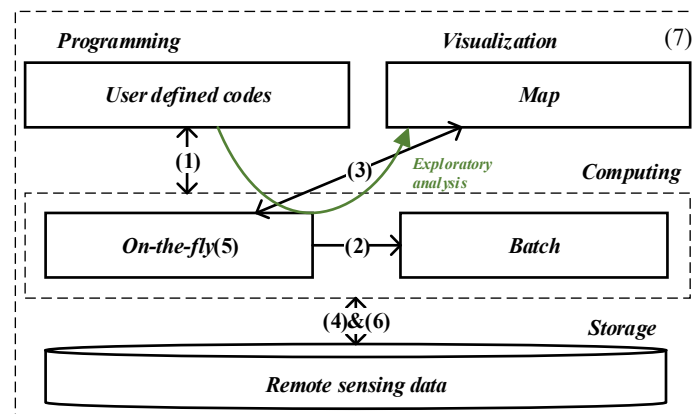 Programming
Visualization
(7)
User defined codes
Map
(1)
(3)
Exploratory
analysis
Computing
On-the-fly(5)
(2)
Batch
(4)&(6)
Storage
Remote sensing data